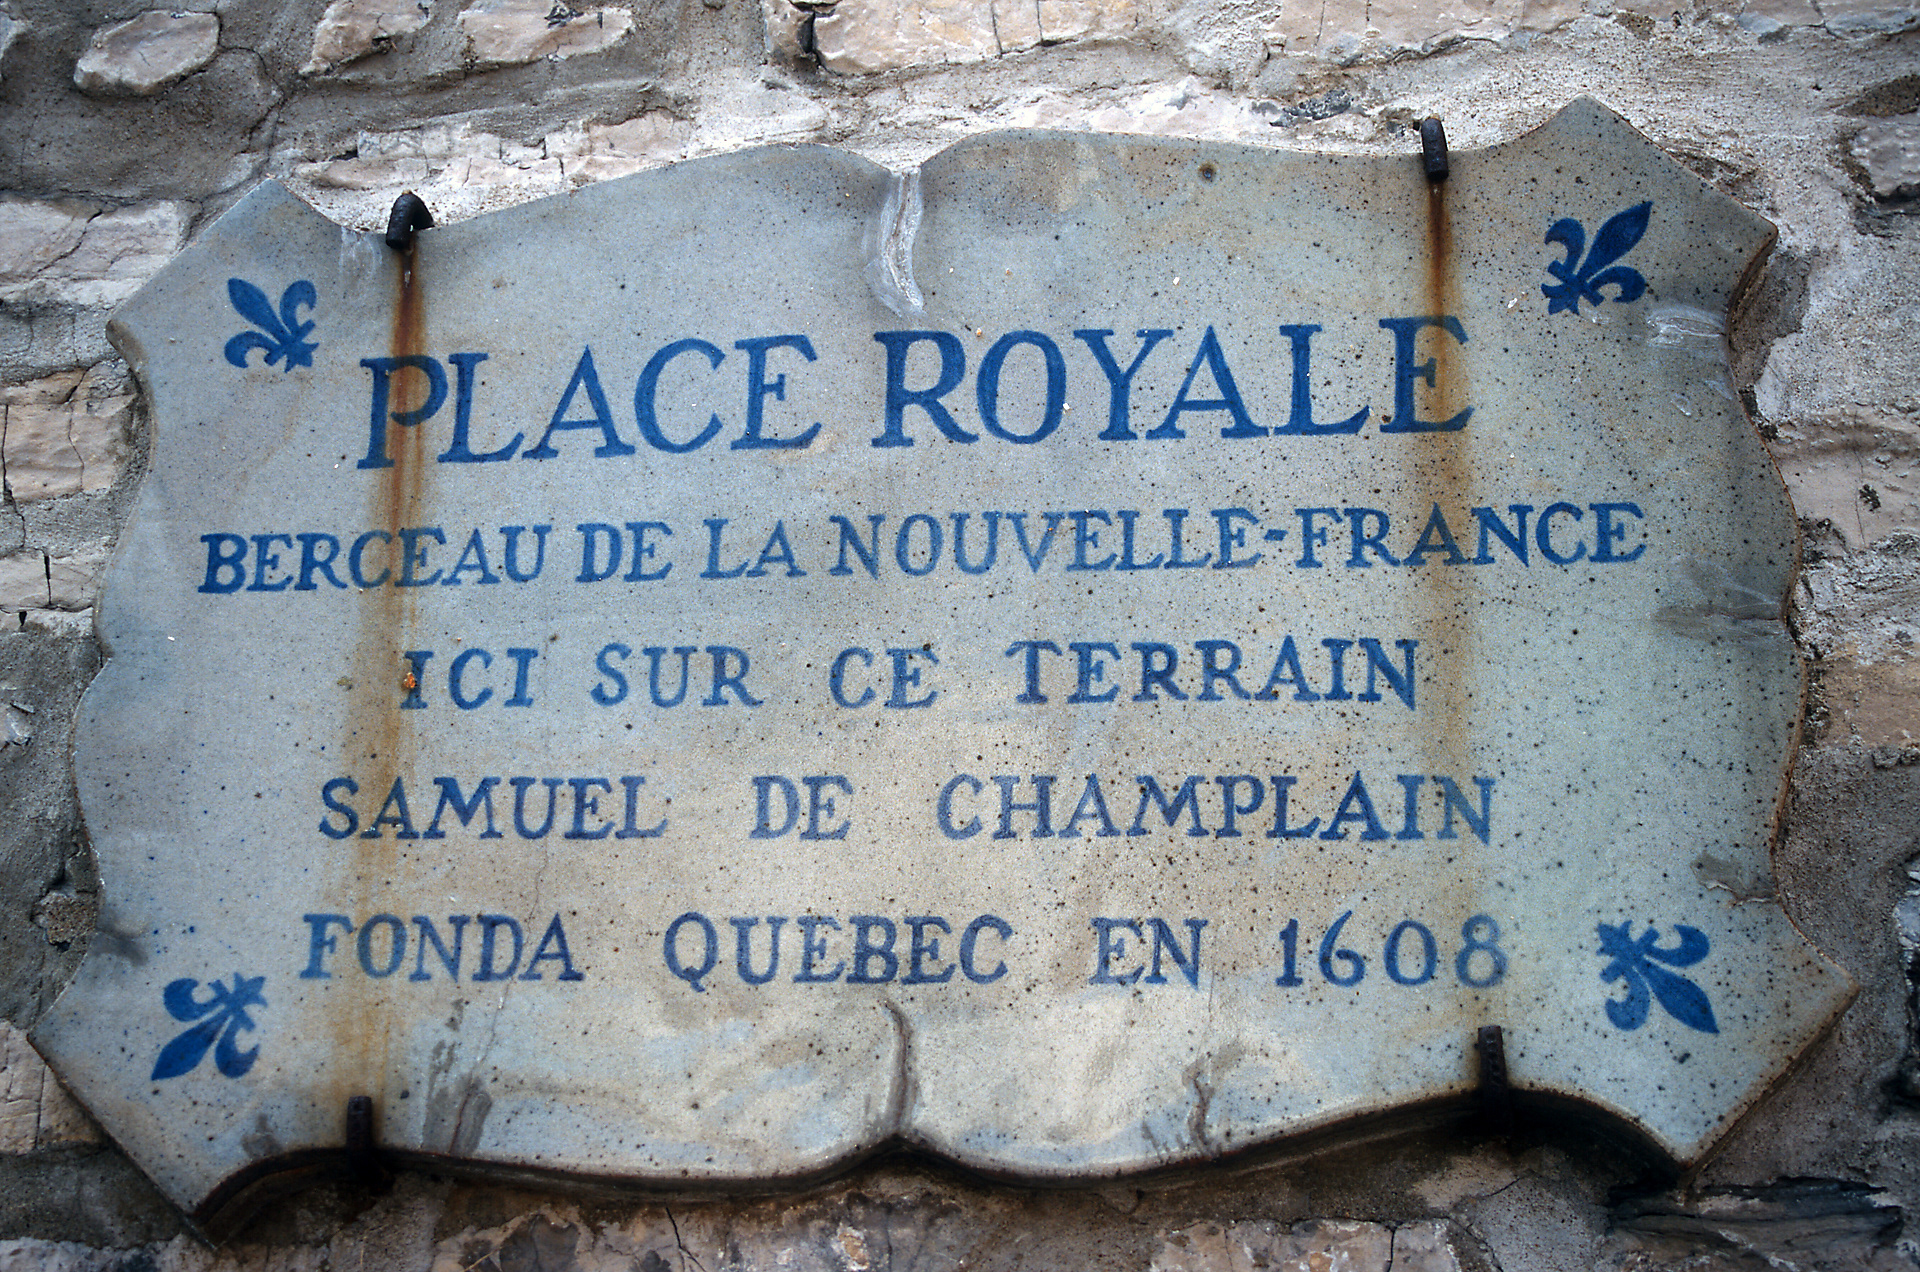 PLACE ROYALE
BERCEAU DE LA NOUVELLE-FRANCE
ICI SUR CE TERRAIN
SAMUEL DE CHAMPLAIN
FONDA QUEBEC EN 1608